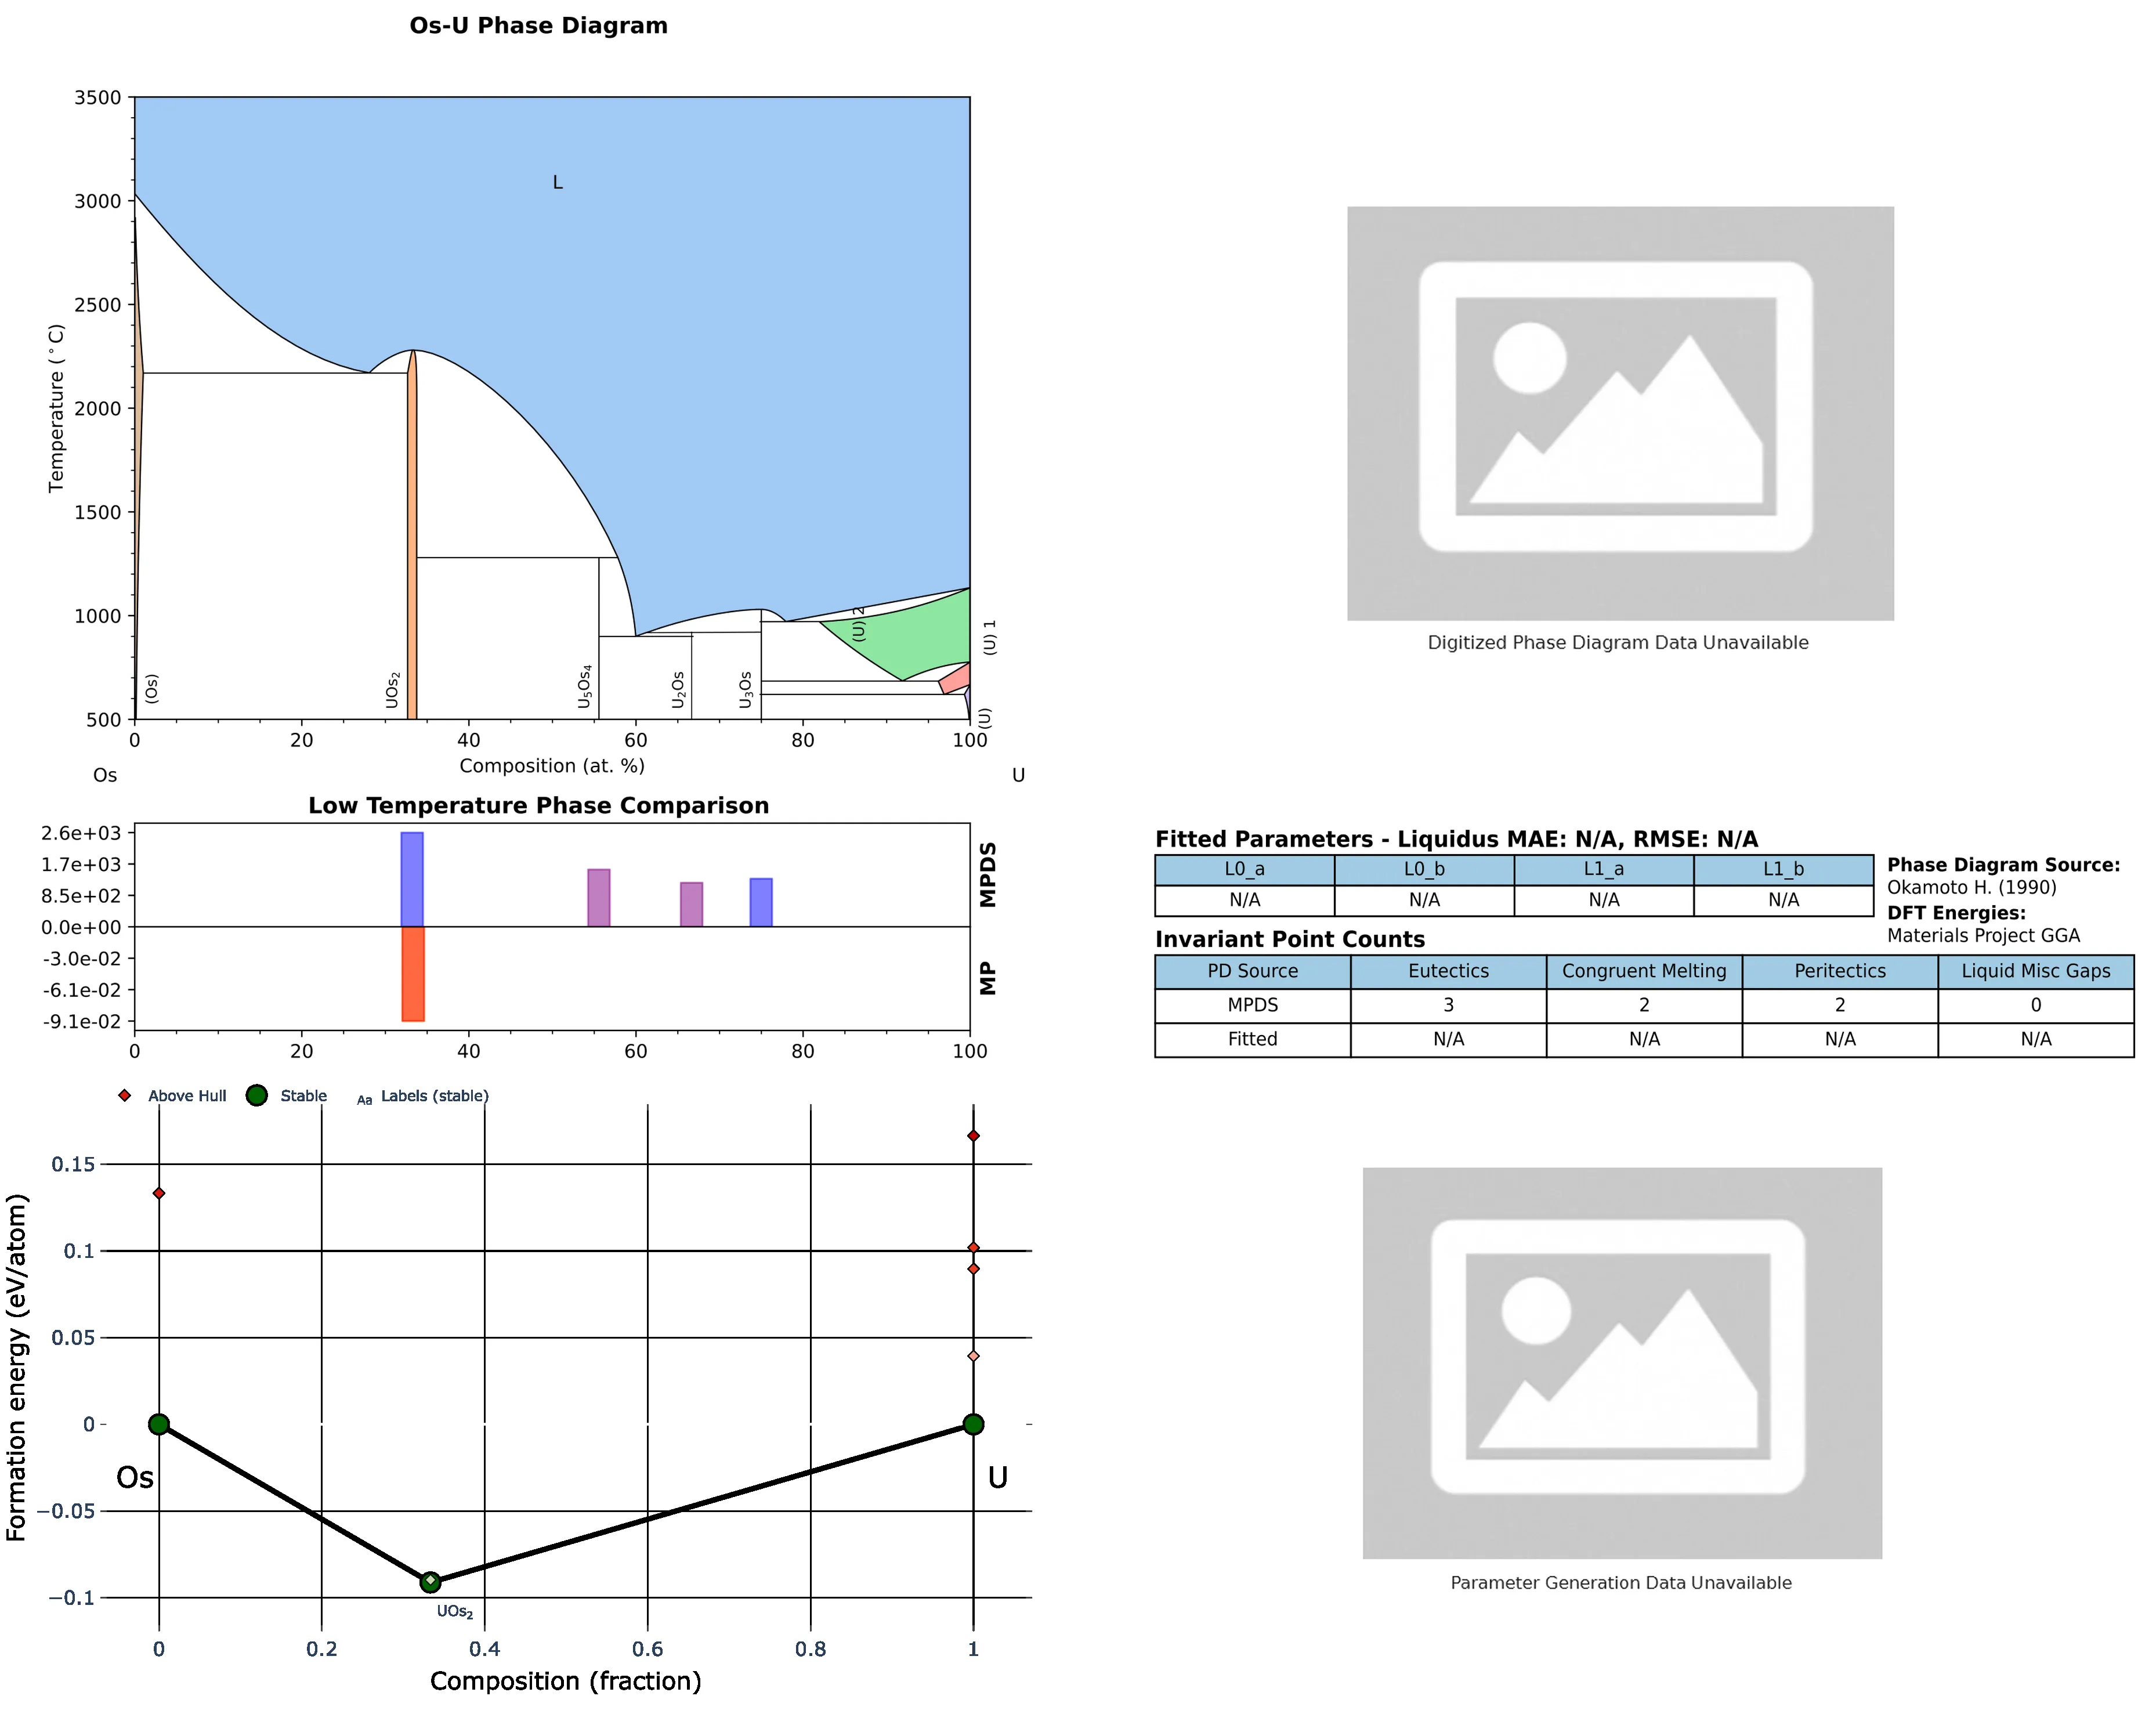 Os-U Phase Diagram
3500
3000
2500
2000
1500
1000
500
Temperature (°C)
L
(Os)
UOs₂
U₅Os₄
U₂Os
U₃Os
(U) 2
(U) 1
(U)
0 20 40 60 80 100
Composition (at. %)
Os U
Digitized Phase Diagram Data Unavailable
Low Temperature Phase Comparison
2.6e+03
1.7e+03
8.5e+02
0.0e+00
-3.0e-02
-6.1e-02
-9.1e-02
MPDS
MP
0 20 40 60 80 100
Fitted Parameters - Liquidus MAE: N/A, RMSE: N/A
L0_a L0_b L1_a L1_b
N/A N/A N/A N/A
Phase Diagram Source:
Okamoto H. (1990)
DFT Energies:
Materials Project GGA
Invariant Point Counts
PD Source Eutectics Congruent Melting Peritectics Liquid Misc Gaps
MPDS 3 2 2 0
Fitted N/A N/A N/A N/A
Above Hull Stable Aa Labels (stable)
0.15
0.1
0.05
0
−0.05
−0.1
Formation energy (eV/atom)
Os
U
UOs₂
0 0.2 0.4 0.6 0.8 1
Composition (fraction)
Parameter Generation Data Unavailable